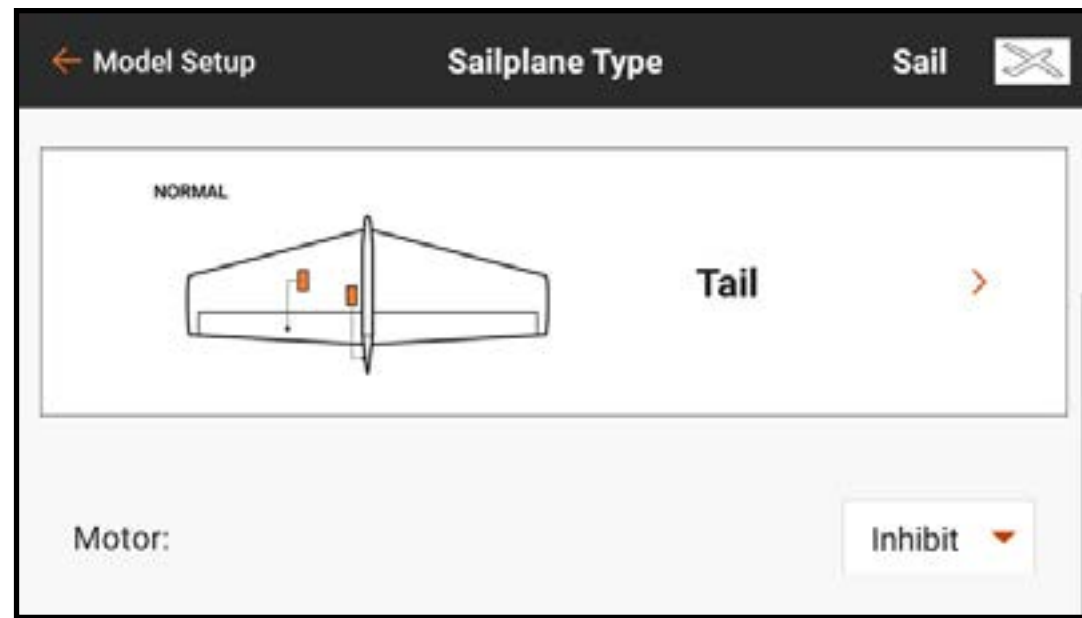 Model Setup
Sailplane Type
Sail
NORMAL
Tail
Motor:
Inhibit